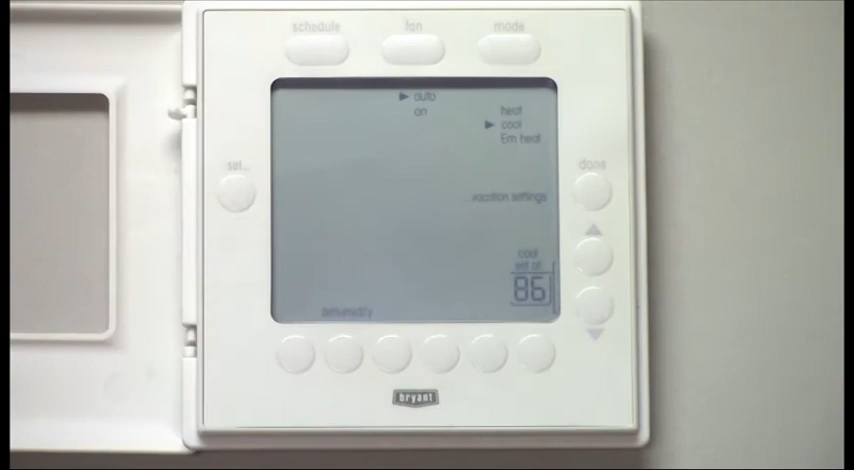 schedule fan mode
▶ auto
on
heat
▶ cool
Em heat
set...
done
vacation settings
cool
set at
86
dehumidify
bryant